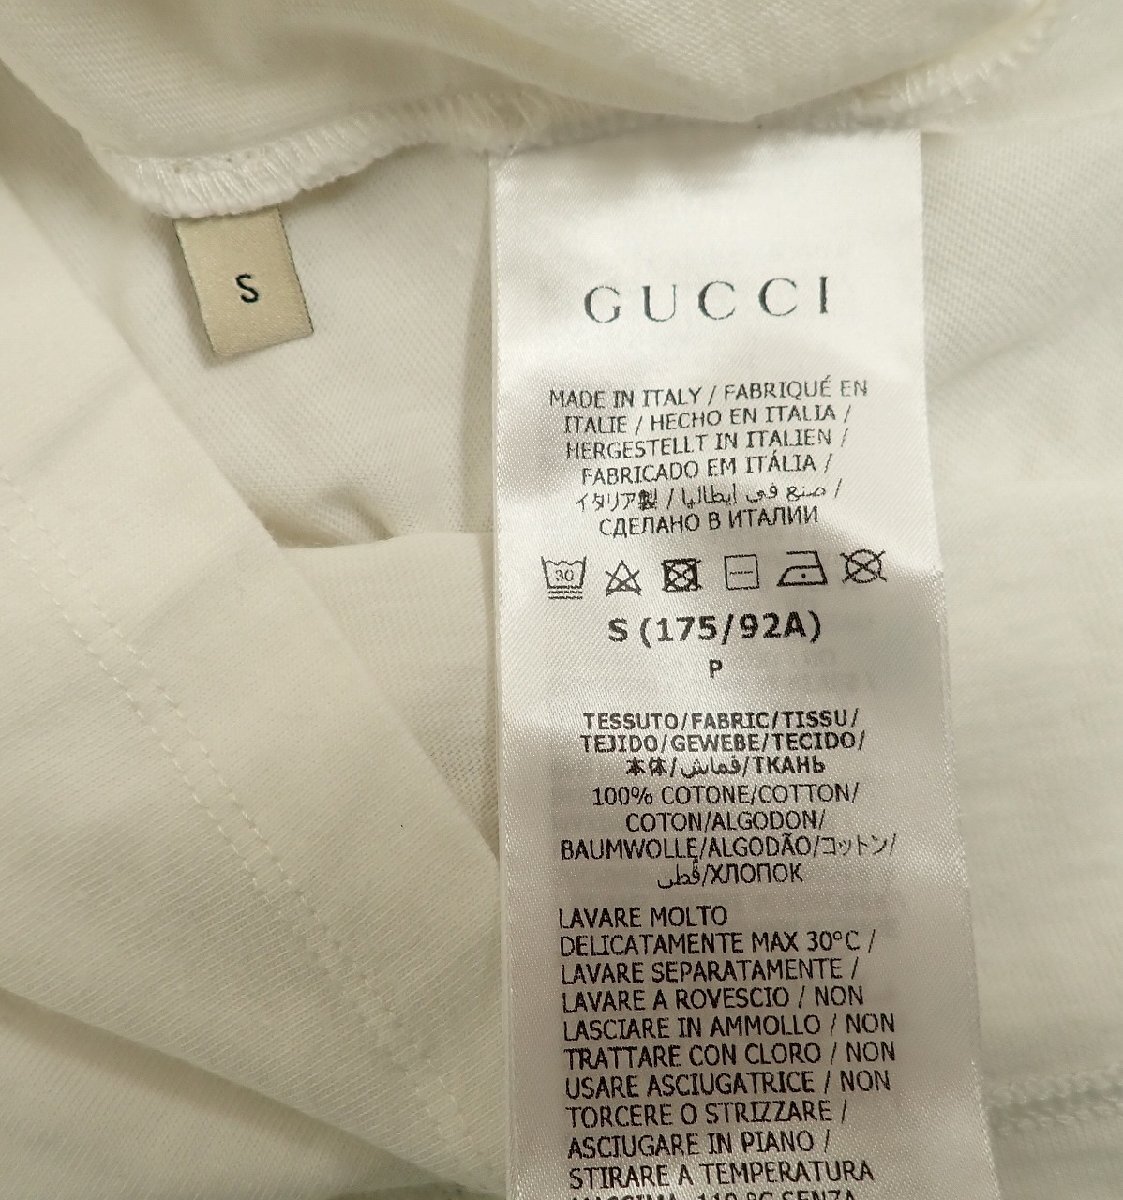 S
GUCCI
MADE IN ITALY / FABRIQUÉ EN
ITALIE / HECHO EN ITALIA /
HERGESTELLT IN ITALIEN /
FABRICADO EM ITÁLIA /
イタリア製 / صنع في ايطاليا /
СДЕЛАНО В ИТАЛИИ
30
S (175/92A)
P
TESSUTO/FABRIC/TISSU/
TEJIDO/GEWEBE/TECIDO/
本体/قماش/ТКАНЬ
100% COTONE/COTTON/
COTON/ALGODON/
BAUMWOLLE/ALGODÃO/コットン/
قطن/ХЛОПОК
LAVARE MOLTO
DELICATAMENTE MAX 30°C /
LAVARE SEPARATAMENTE /
LAVARE A ROVESCIO / NON
LASCIARE IN AMMOLLO / NON
TRATTARE CON CLORO / NON
USARE ASCIUGATRICE / NON
TORCERE O STRIZZARE /
ASCIUGARE IN PIANO /
STIRARE A TEMPERATURA
MASSIMA 110 °C SENZA